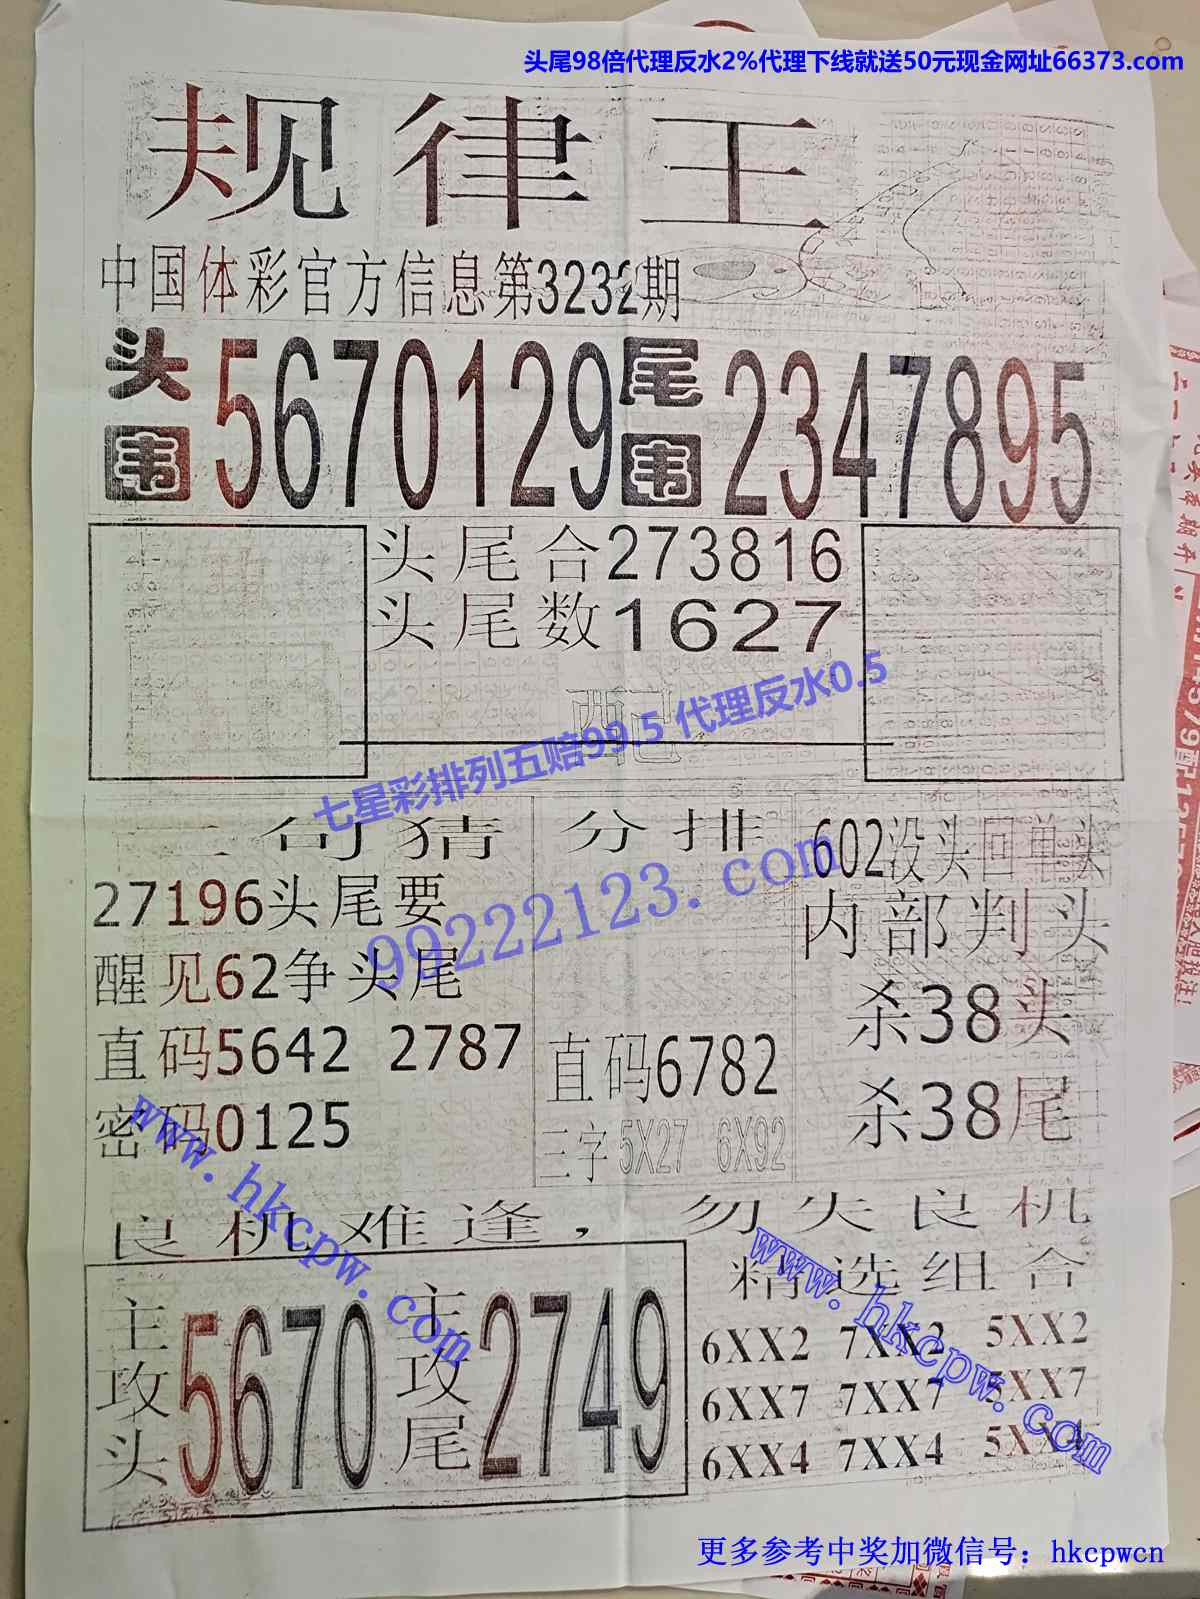 头尾98倍代理反水2%代理下线就送50元现金网址66373.com
规律王
中国体彩官方信息第3232期
头 5670129 尾 2347895
头尾合273816
头尾数1627
七星彩排列五赔99.5 代理反水0.5
99222123.com
分排
602没头回单头
27196头尾要
内部判头
醒见62争头尾
杀38头
直码5642 2787
直码6782
杀38尾
密码0125
三字 5X27 6X92
www.hkcpw.com
良机难逢，勿失良机
精选组合
主攻头 5670 主攻尾 2749
6XX2 7XX2 5XX2
6XX7 7XX7 5XX7
6XX4 7XX4 5XX4
www.hkcpw.com
更多参考中奖加微信号：hkcpwcn